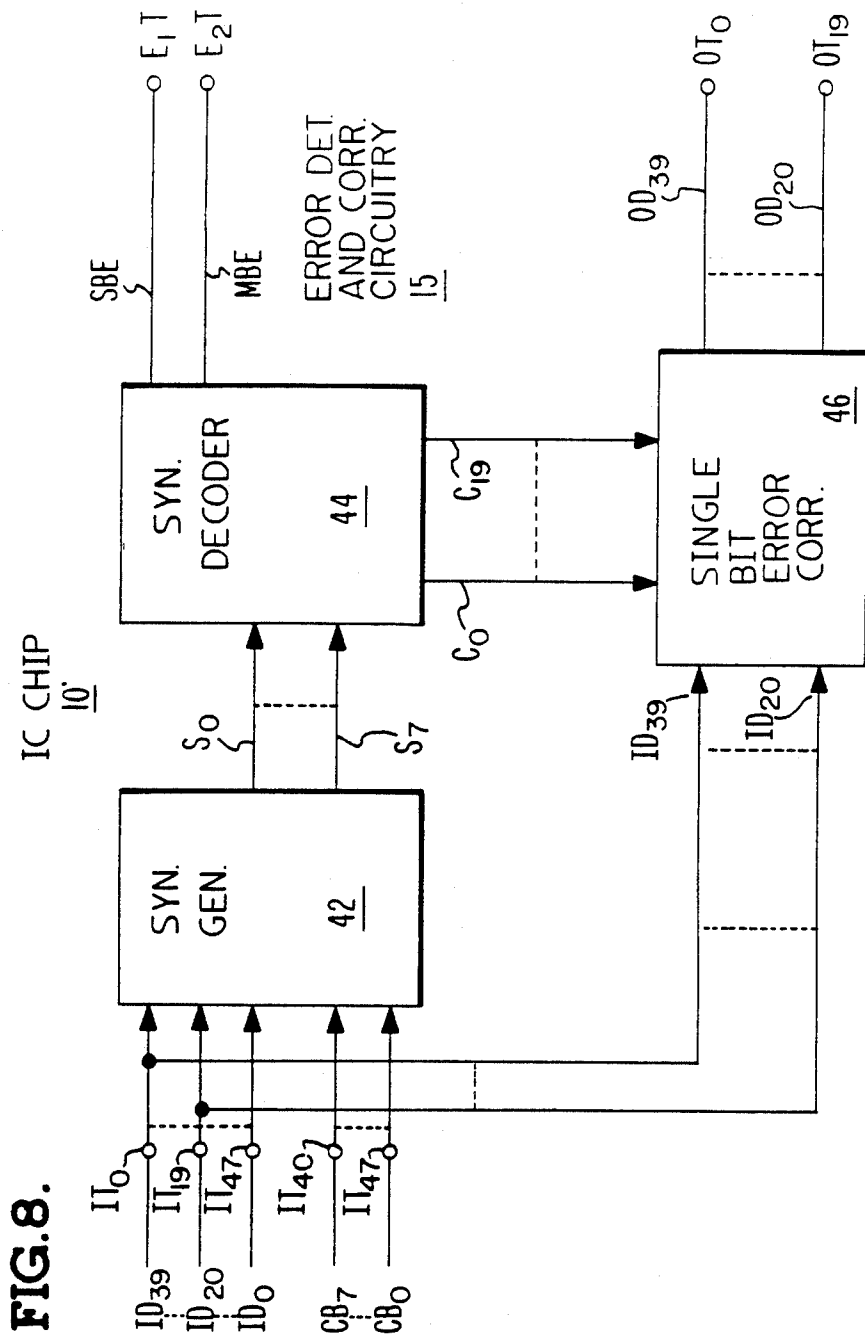 FIG.8.
IC CHIP
10'
ID39
ID20
ID0
CB7
CB0
IT0
IT19
IT47
IT40
IT47
SYN.
GEN.
42
S0
S7
SYN.
DECODER
44
SBE
MBE
E1T
E2T
ERROR DET.
AND CORR.
CIRCUITRY
15
C0
C19
ID39
ID20
SINGLE
BIT
ERROR
CORR.
46
OD39
OD20
OT0
OT19